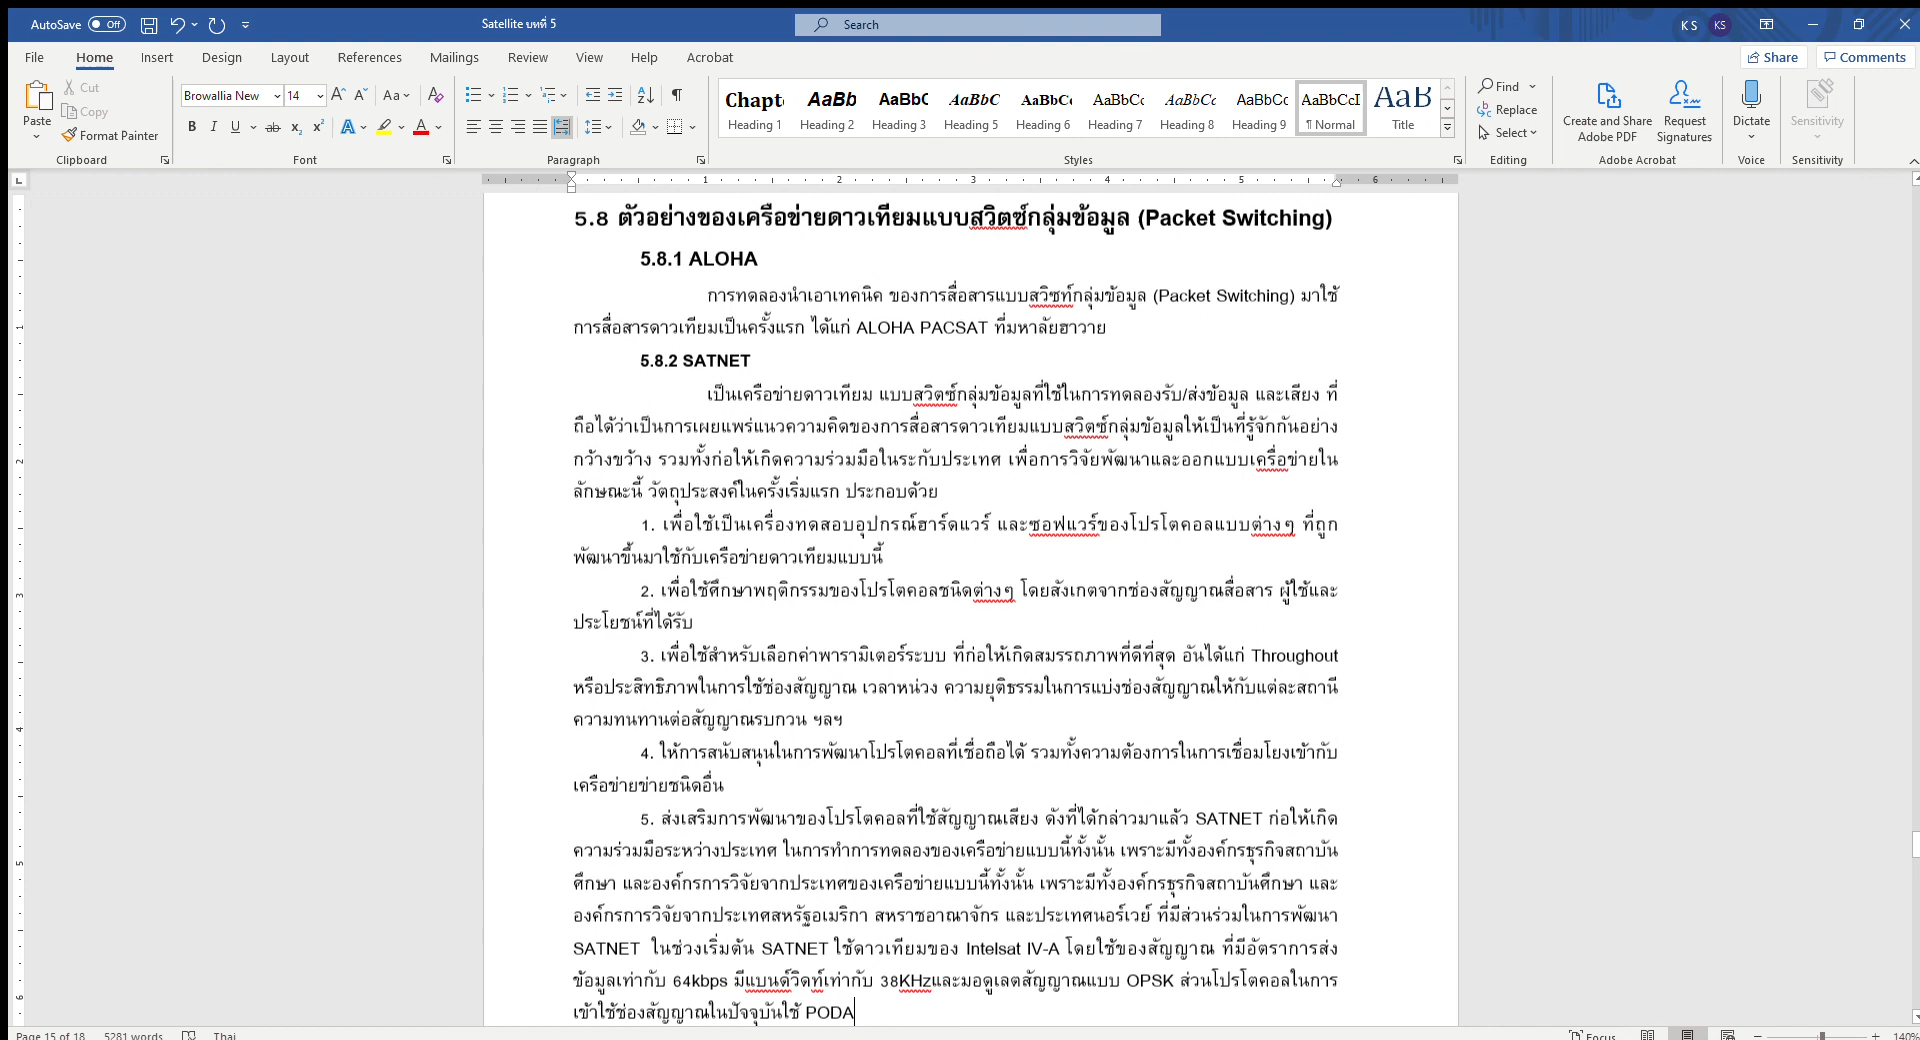 AutoSave Off Satellite บทที่ 5 Search K S KS
File Home Insert Design Layout References Mailings Review View Help Acrobat Share Comments
Cut
Copy
Paste Format Painter
Browallia New 14
Chapt AaBb AaBbC AaBbC AaBbCc AaBbCc AaBbCc AaBbCc AaBbCcI AaB
Heading 1 Heading 2 Heading 3 Heading 5 Heading 6 Heading 7 Heading 8 Heading 9 ¶ Normal Title
Find
Replace
Select
Create and Share Adobe PDF
Request Signatures
Dictate Sensitivity
Clipboard Font Paragraph Styles Editing Adobe Acrobat Voice Sensitivity
1 2 3 4 5 6
5.8 ตัวอย่างของเครือข่ายดาวเทียมแบบสวิตซ์กลุ่มข้อมูล (Packet Switching)
5.8.1 ALOHA
การทดลองนำเอาเทคนิค ของการสื่อสารแบบสวิซท์กลุ่มข้อมูล (Packet Switching) มาใช้
การสื่อสารดาวเทียมเป็นครั้งแรก ได้แก่ ALOHA PACSAT ที่มหาลัยฮาวาย
5.8.2 SATNET
เป็นเครือข่ายดาวเทียม แบบสวิตซ์กลุ่มข้อมูลที่ใช้ในการทดลองรับ/ส่งข้อมูล และเสียง ที่
ถือได้ว่าเป็นการเผยแพร่แนวความคิดของการสื่อสารดาวเทียมแบบสวิตซ์กลุ่มข้อมูลให้เป็นที่รู้จักกันอย่าง
กว้างขว้าง รวมทั้งก่อให้เกิดความร่วมมือในระกับประเทศ เพื่อการวิจัยพัฒนาและออกแบบเครื่อข่ายใน
ลักษณะนี้ วัตถุประสงค์ในครั้งเริ่มแรก ประกอบด้วย
1. เพื่อใช้เป็นเครื่องทดสอบอุปกรณ์ฮาร์ดแวร์ และซอฟแวร์ของโปรโตคอลแบบต่างๆ ที่ถูก
พัฒนาขึ้นมาใช้กับเครือข่ายดาวเทียมแบบนี้
2. เพื่อใช้ศึกษาพฤติกรรมของโปรโตคอลชนิดต่างๆ โดยสังเกตจากช่องสัญญาณสื่อสาร ผู้ใช้และ
ประโยชน์ที่ได้รับ
3. เพื่อใช้สำหรับเลือกค่าพารามิเตอร์ระบบ ที่ก่อให้เกิดสมรรถภาพที่ดีที่สุด อันได้แก่ Throughout
หรือประสิทธิภาพในการใช้ช่องสัญญาณ เวลาหน่วง ความยุติธรรมในการแบ่งช่องสัญญาณให้กับแต่ละสถานี
ความทนทานต่อสัญญาณรบกวน ฯลฯ
4. ให้การสนับสนุนในการพัฒนาโปรโตคอลที่เชื่อถือได้ รวมทั้งความต้องการในการเชื่อมโยงเข้ากับ
เครือข่ายข่ายชนิดอื่น
5. ส่งเสริมการพัฒนาของโปรโตคอลที่ใช้สัญญาณเสียง ดังที่ได้กล่าวมาแล้ว SATNET ก่อให้เกิด
ความร่วมมือระหว่างประเทศ ในการทำการทดลองของเครือข่ายแบบนี้ทั้งนั้น เพราะมีทั้งองค์กรธุรกิจสถาบัน
ศึกษา และองค์กรการวิจัยจากประเทศของเครือข่ายแบบนี้ทั้งนั้น เพราะมีทั้งองค์กรธุรกิจสถาบันศึกษา และ
องค์กรการวิจัยจากประเทศสหรัฐอเมริกา สหราชอาณาจักร และประเทศนอร์เวย์ ที่มีส่วนร่วมในการพัฒนา
SATNET ในช่วงเริ่มต้น SATNET ใช้ดาวเทียมของ Intelsat IV-A โดยใช้ของสัญญาณ ที่มีอัตราการส่ง
ข้อมูลเท่ากับ 64kbps มีแบนด์วิดท์เท่ากับ 38KHzและมอดูเลตสัญญาณแบบ OPSK ส่วนโปรโตคอลในการ
เข้าใช้ช่องสัญญาณในปัจจุบันใช้ PODA
Page 15 of 18 5281 words Thai Focus 140%